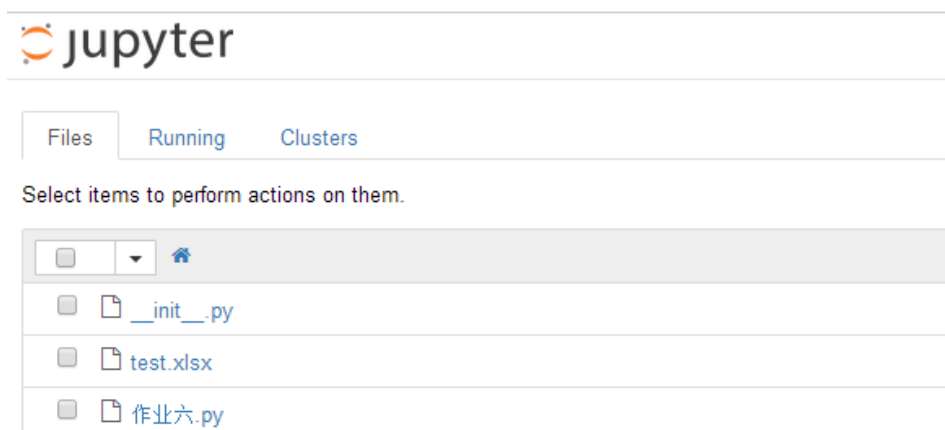 jupyter
Files Running Clusters
Select items to perform actions on them.
__init__.py
test.xlsx
作业六.py